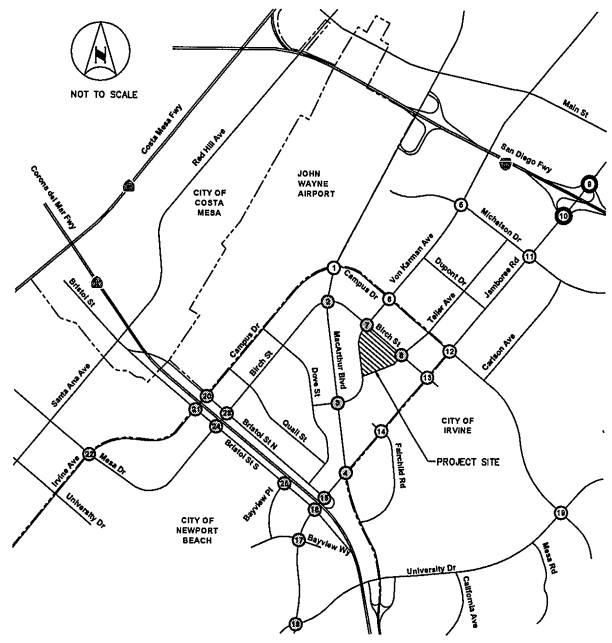 NOT TO SCALE
Costa Mesa Fwy
Red Hill Ave
Main St
San Diego Fwy
CITY OF
COSTA
MESA
JOHN
WAYNE
AIRPORT
Corona del Mar Fwy
9
10
5
Michelson Dr
11
Von Karman Ave
Dupont Dr
Teller Ave
Jamboree Rd
Carlson Ave
1
Campus Dr
2
6
Bristol St
Campus Dr
Birch St
7
Birch St
8
12
13
MacArthur Blvd
Dove St
3
Santa Ana Ave
20
21
24
Bristol St N
Quail St
CITY OF
IRVINE
14
Fairchild Rd
PROJECT SITE
22
Mesa Dr
Irvine Ave
Bristol St S
4
University Dr
Bayview Pl
15
16
CITY OF
NEWPORT
BEACH
17
Bayview Wy
19
University Dr
California Ave
Mesa Rd
18